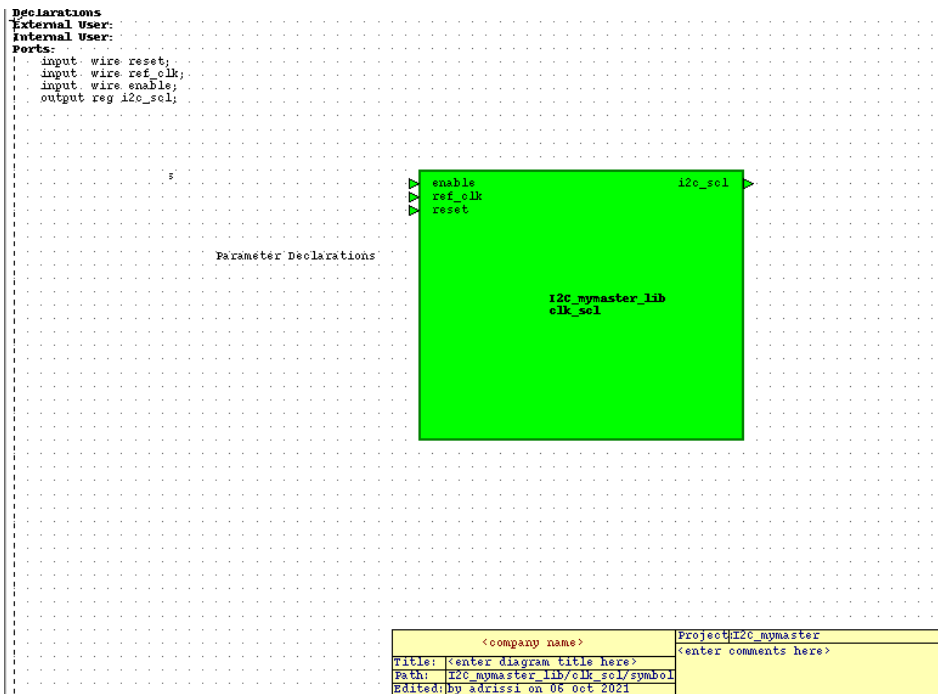 Declarations
External User:
Internal User:
Ports:
input wire reset;
input wire ref_clk;
input wire enable;
output reg i2c_scl;
s
enable i2c_scl
ref_clk
reset
Parameter Declarations
I2C_mymaster_lib
clk_scl
<company name>
Project: I2C_mymaster
<enter comments here>
Title: <enter diagram title here>
Path: I2C_mymaster_lib/clk_scl/symbol
Edited: by adrissi on 06 Oct 2021